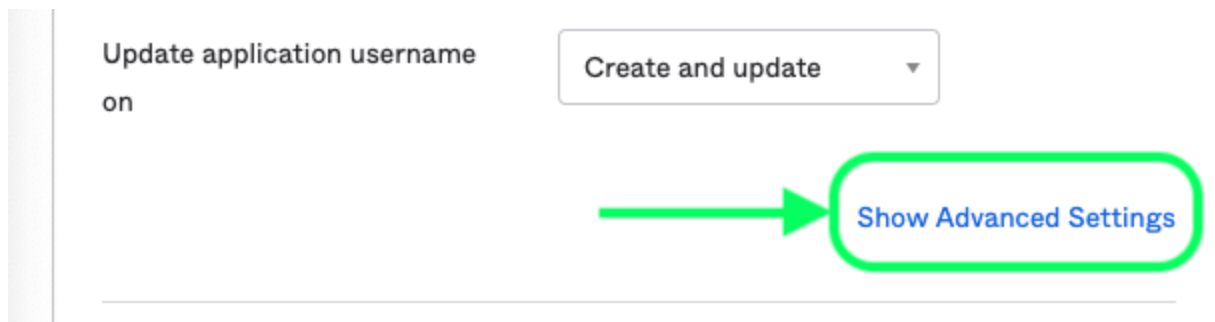 Update application username
on
Create and update
Show Advanced Settings